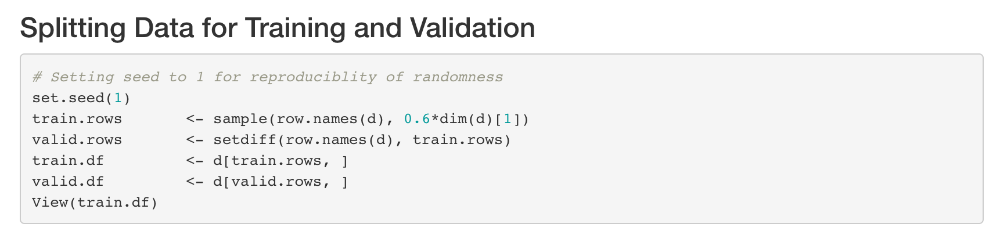 Splitting Data for Training and Validation
# Setting seed to 1 for reproduciblity of randomness
set.seed(1)
train.rows       <- sample(row.names(d), 0.6*dim(d)[1])
valid.rows       <- setdiff(row.names(d), train.rows)
train.df         <- d[train.rows, ]
valid.df         <- d[valid.rows, ]
View(train.df)